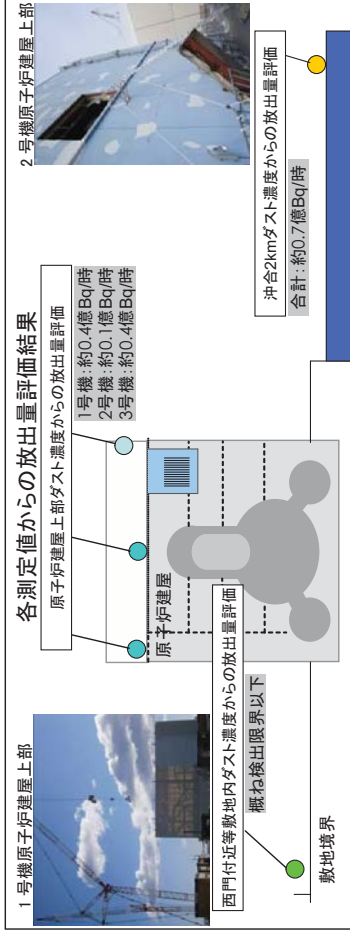 各測定値からの放出量評価結果
1号機原子炉建屋上部
2号機原子炉建屋上部
原子炉建屋上部ダスト濃度からの放出量評価
1号機:約0.4億Bq/時
2号機:約0.1億Bq/時
3号機:約0.4億Bq/時
原子炉建屋
西門付近等敷地内ダスト濃度からの放出量評価
概ね検出限界以下
沖合2kmダスト濃度からの放出量評価
合計:約0.7億Bq/時
敷地境界